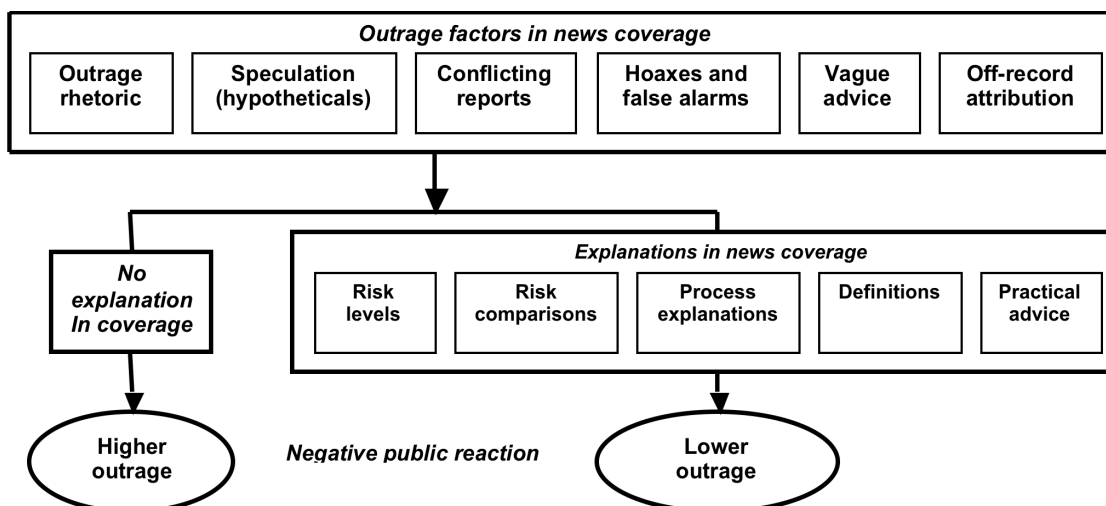 Outrage factors in news coverage
Outrage
rhetoric
Speculation
(hypotheticals)
Conflicting
reports
Hoaxes and
false alarms
Vague
advice
Off-record
attribution
No
explanation
In coverage
Explanations in news coverage
Risk
levels
Risk
comparisons
Process
explanations
Definitions
Practical
advice
Higher
outrage
Negative public reaction
Lower
outrage